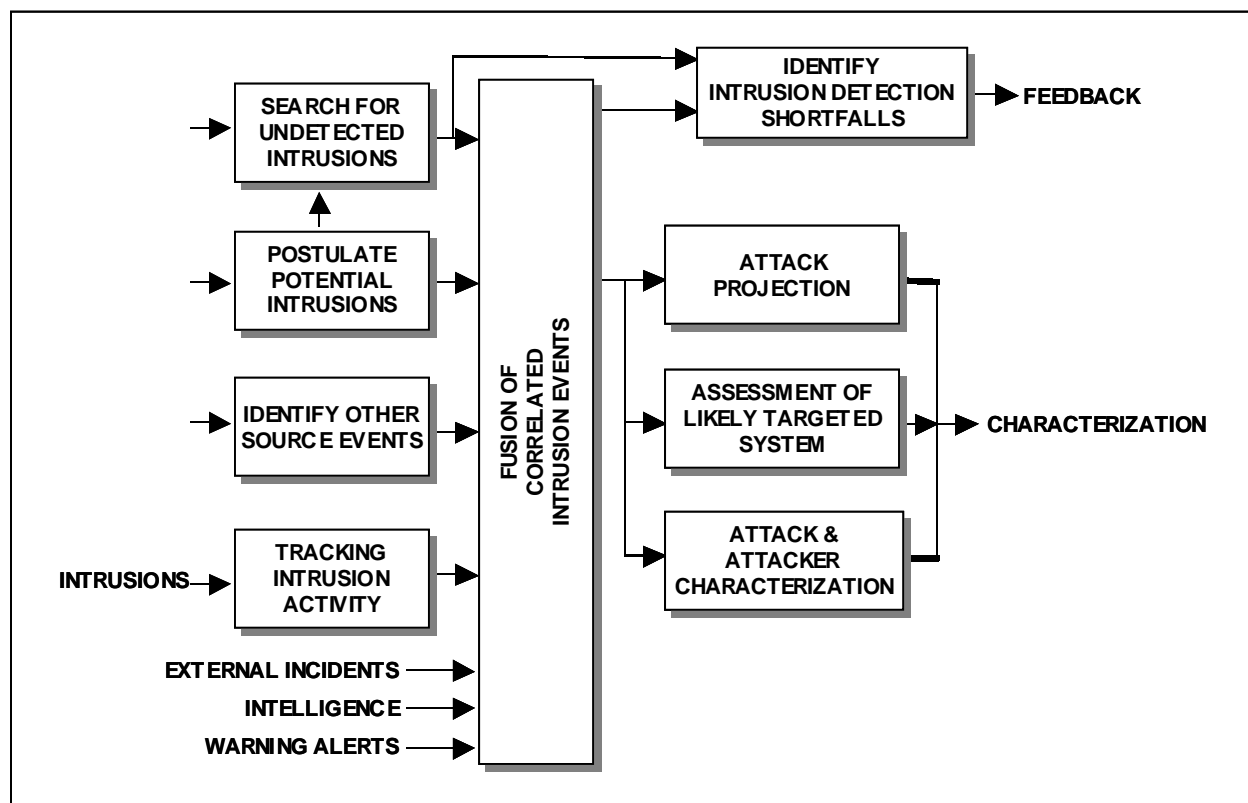 SEARCH FOR
UNDETECTED
INTRUSIONS
POSTULATE
POTENTIAL
INTRUSIONS
IDENTIFY OTHER
SOURCE EVENTS
INTRUSIONS
TRACKING
INTRUSION
ACTIVITY
EXTERNAL INCIDENTS
INTELLIGENCE
WARNING ALERTS
FUSION OF
CORRELATED
INTRUSION EVENTS
IDENTIFY
INTRUSION DETECTION
SHORTFALLS
FEEDBACK
ATTACK
PROJECTION
ASSESSMENT OF
LIKELY TARGETED
SYSTEM
CHARACTERIZATION
ATTACK &
ATTACKER
CHARACTERIZATION